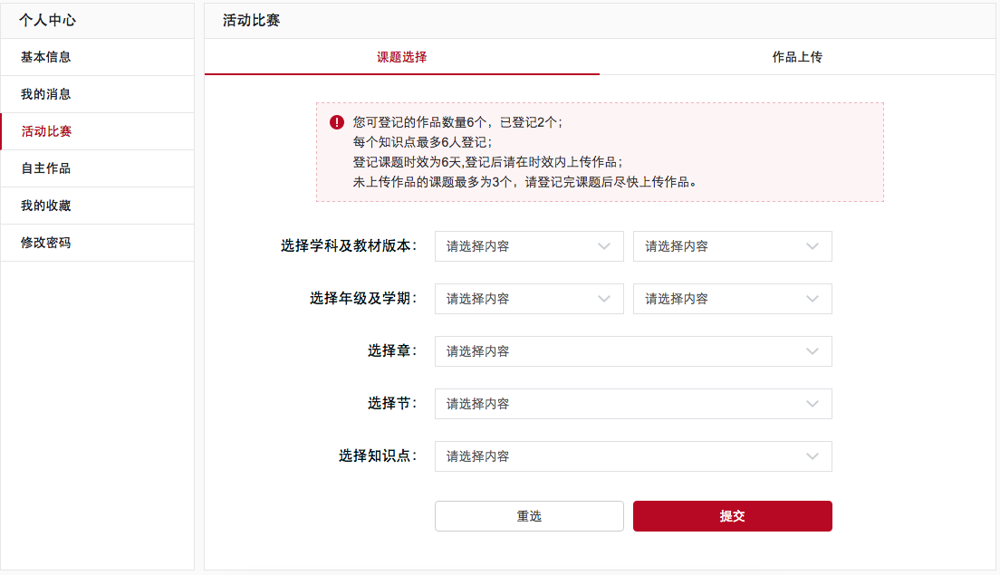 个人中心
基本信息
我的消息
活动比赛
自主作品
我的收藏
修改密码
活动比赛
课题选择 作品上传
您可登记的作品数量6个，已登记2个；
每个知识点最多6人登记；
登记课题时效为6天,登记后请在时效内上传作品；
未上传作品的课题最多为3个，请登记完课题后尽快上传作品。
选择学科及教材版本： 请选择内容 请选择内容
选择年级及学期： 请选择内容 请选择内容
选择章： 请选择内容
选择节： 请选择内容
选择知识点： 请选择内容
重选 提交